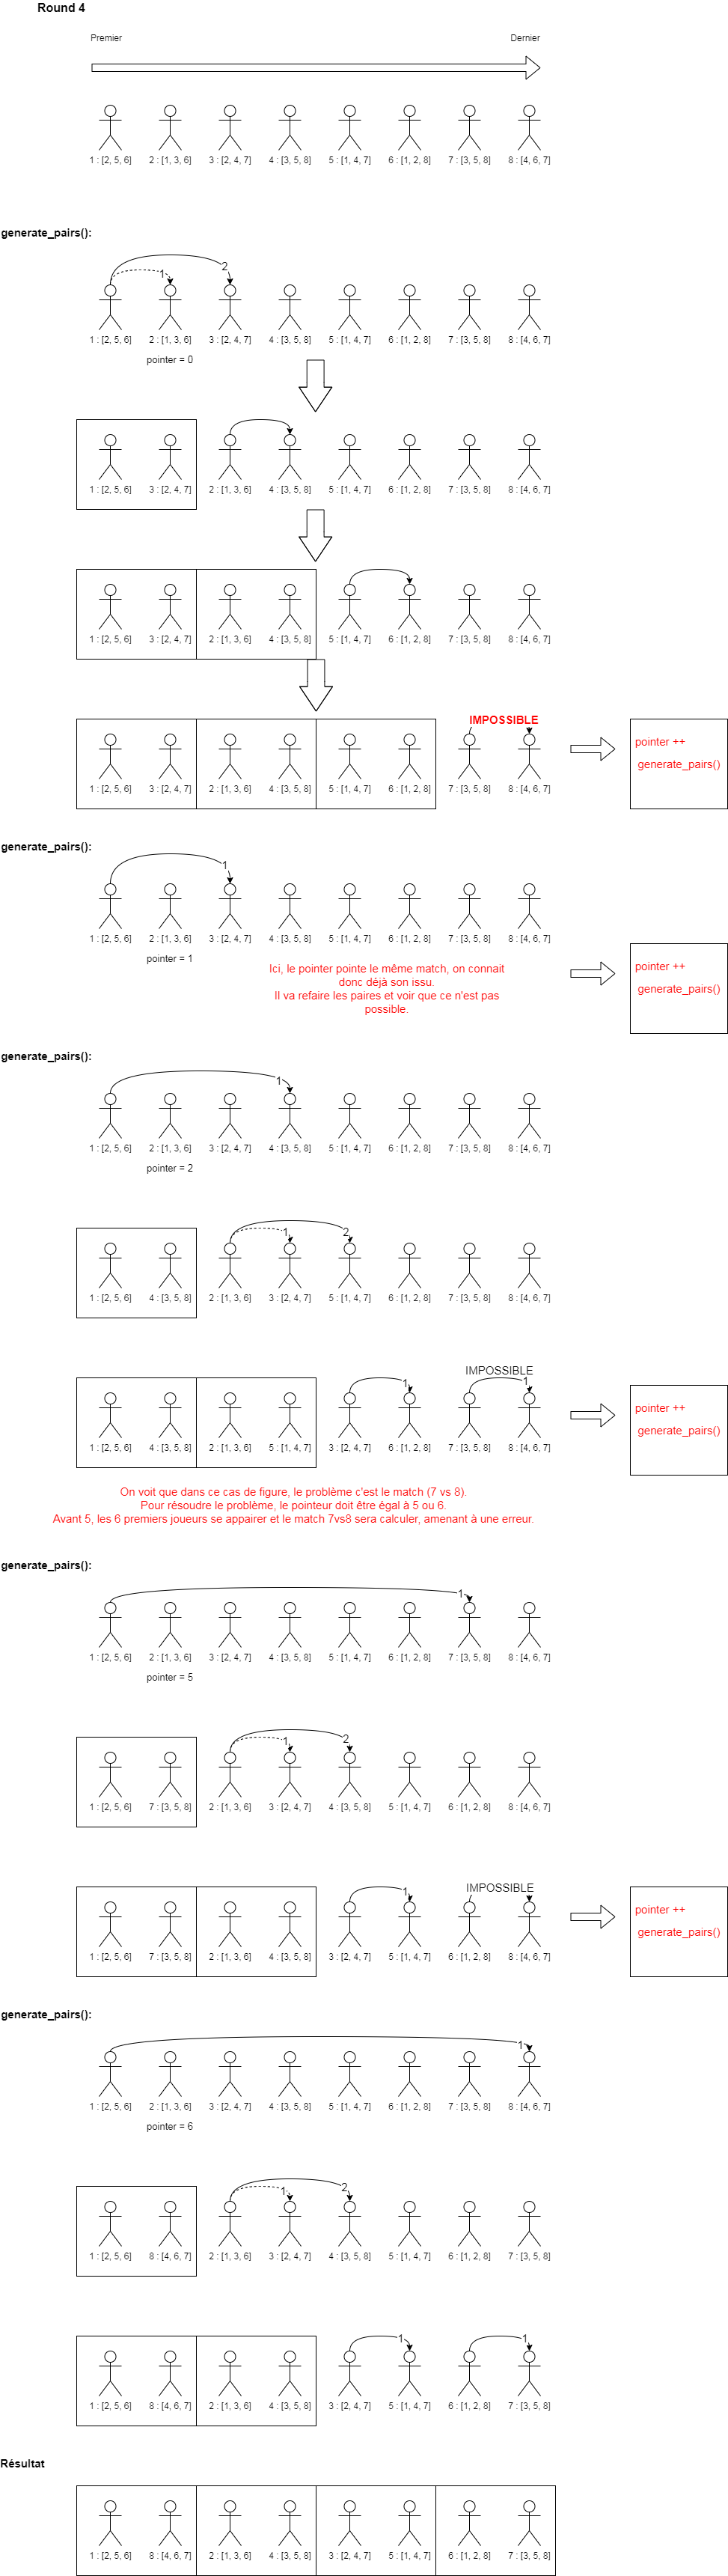 Round 4
Premier Dernier
1 : [2, 5, 6] 2 : [1, 3, 6] 3 : [2, 4, 7] 4 : [3, 5, 8] 5 : [1, 4, 7] 6 : [1, 2, 8] 7 : [3, 5, 8] 8 : [4, 6, 7]
generate_pairs():
1 2
1 : [2, 5, 6] 2 : [1, 3, 6] 3 : [2, 4, 7] 4 : [3, 5, 8] 5 : [1, 4, 7] 6 : [1, 2, 8] 7 : [3, 5, 8] 8 : [4, 6, 7]
pointer = 0
1 : [2, 5, 6] 3 : [2, 4, 7] 2 : [1, 3, 6] 4 : [3, 5, 8] 5 : [1, 4, 7] 6 : [1, 2, 8] 7 : [3, 5, 8] 8 : [4, 6, 7]
1 : [2, 5, 6] 3 : [2, 4, 7] 2 : [1, 3, 6] 4 : [3, 5, 8] 5 : [1, 4, 7] 6 : [1, 2, 8] 7 : [3, 5, 8] 8 : [4, 6, 7]
IMPOSSIBLE
pointer ++
generate_pairs()
1 : [2, 5, 6] 3 : [2, 4, 7] 2 : [1, 3, 6] 4 : [3, 5, 8] 5 : [1, 4, 7] 6 : [1, 2, 8] 7 : [3, 5, 8] 8 : [4, 6, 7]
generate_pairs():
1
1 : [2, 5, 6] 2 : [1, 3, 6] 3 : [2, 4, 7] 4 : [3, 5, 8] 5 : [1, 4, 7] 6 : [1, 2, 8] 7 : [3, 5, 8] 8 : [4, 6, 7]
pointer = 1
Ici, le pointer pointe le même match, on connait
donc déjà son issu.
Il va refaire les paires et voir que ce n'est pas
possible.
pointer ++
generate_pairs()
generate_pairs():
1
1 : [2, 5, 6] 2 : [1, 3, 6] 3 : [2, 4, 7] 4 : [3, 5, 8] 5 : [1, 4, 7] 6 : [1, 2, 8] 7 : [3, 5, 8] 8 : [4, 6, 7]
pointer = 2
1 2
1 : [2, 5, 6] 4 : [3, 5, 8] 2 : [1, 3, 6] 3 : [2, 4, 7] 5 : [1, 4, 7] 6 : [1, 2, 8] 7 : [3, 5, 8] 8 : [4, 6, 7]
IMPOSSIBLE
1 1
pointer ++
generate_pairs()
1 : [2, 5, 6] 4 : [3, 5, 8] 2 : [1, 3, 6] 5 : [1, 4, 7] 3 : [2, 4, 7] 6 : [1, 2, 8] 7 : [3, 5, 8] 8 : [4, 6, 7]
On voit que dans ce cas de figure, le problème c'est le match (7 vs 8).
Pour résoudre le problème, le pointeur doit être égal à 5 ou 6.
Avant 5, les 6 premiers joueurs se appairer et le match 7vs8 sera calculer, amenant à une erreur.
generate_pairs():
1
1 : [2, 5, 6] 2 : [1, 3, 6] 3 : [2, 4, 7] 4 : [3, 5, 8] 5 : [1, 4, 7] 6 : [1, 2, 8] 7 : [3, 5, 8] 8 : [4, 6, 7]
pointer = 5
1 2
1 : [2, 5, 6] 7 : [3, 5, 8] 2 : [1, 3, 6] 3 : [2, 4, 7] 4 : [3, 5, 8] 5 : [1, 4, 7] 6 : [1, 2, 8] 8 : [4, 6, 7]
1 IMPOSSIBLE
pointer ++
generate_pairs()
1 : [2, 5, 6] 7 : [3, 5, 8] 2 : [1, 3, 6] 4 : [3, 5, 8] 3 : [2, 4, 7] 5 : [1, 4, 7] 6 : [1, 2, 8] 8 : [4, 6, 7]
generate_pairs():
1
1 : [2, 5, 6] 2 : [1, 3, 6] 3 : [2, 4, 7] 4 : [3, 5, 8] 5 : [1, 4, 7] 6 : [1, 2, 8] 7 : [3, 5, 8] 8 : [4, 6, 7]
pointer = 6
1 2
1 : [2, 5, 6] 8 : [4, 6, 7] 2 : [1, 3, 6] 3 : [2, 4, 7] 4 : [3, 5, 8] 5 : [1, 4, 7] 6 : [1, 2, 8] 7 : [3, 5, 8]
1 1
1 : [2, 5, 6] 8 : [4, 6, 7] 2 : [1, 3, 6] 4 : [3, 5, 8] 3 : [2, 4, 7] 5 : [1, 4, 7] 6 : [1, 2, 8] 7 : [3, 5, 8]
Résultat
1 : [2, 5, 6] 8 : [4, 6, 7] 2 : [1, 3, 6] 4 : [3, 5, 8] 3 : [2, 4, 7] 5 : [1, 4, 7] 6 : [1, 2, 8] 7 : [3, 5, 8]